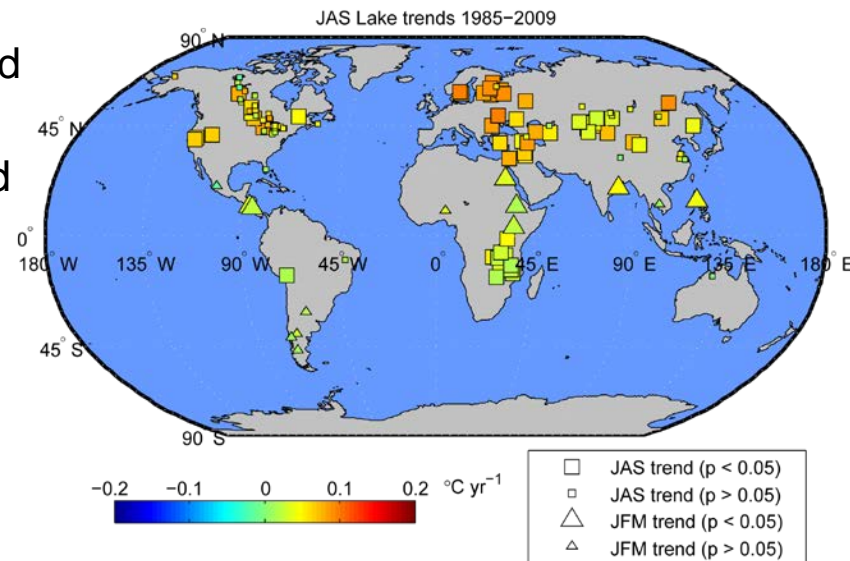 JAS Lake trends 1985−2009
90° N
d
45° N
d
0°
180° W 135° W 90° W 45° W 0° 45° E 90° E 135° E 180° E
45° S
90° S
−0.2 −0.1 0 0.1 0.2 °C yr⁻¹
JAS trend (p < 0.05)
JAS trend (p > 0.05)
JFM trend (p < 0.05)
JFM trend (p > 0.05)